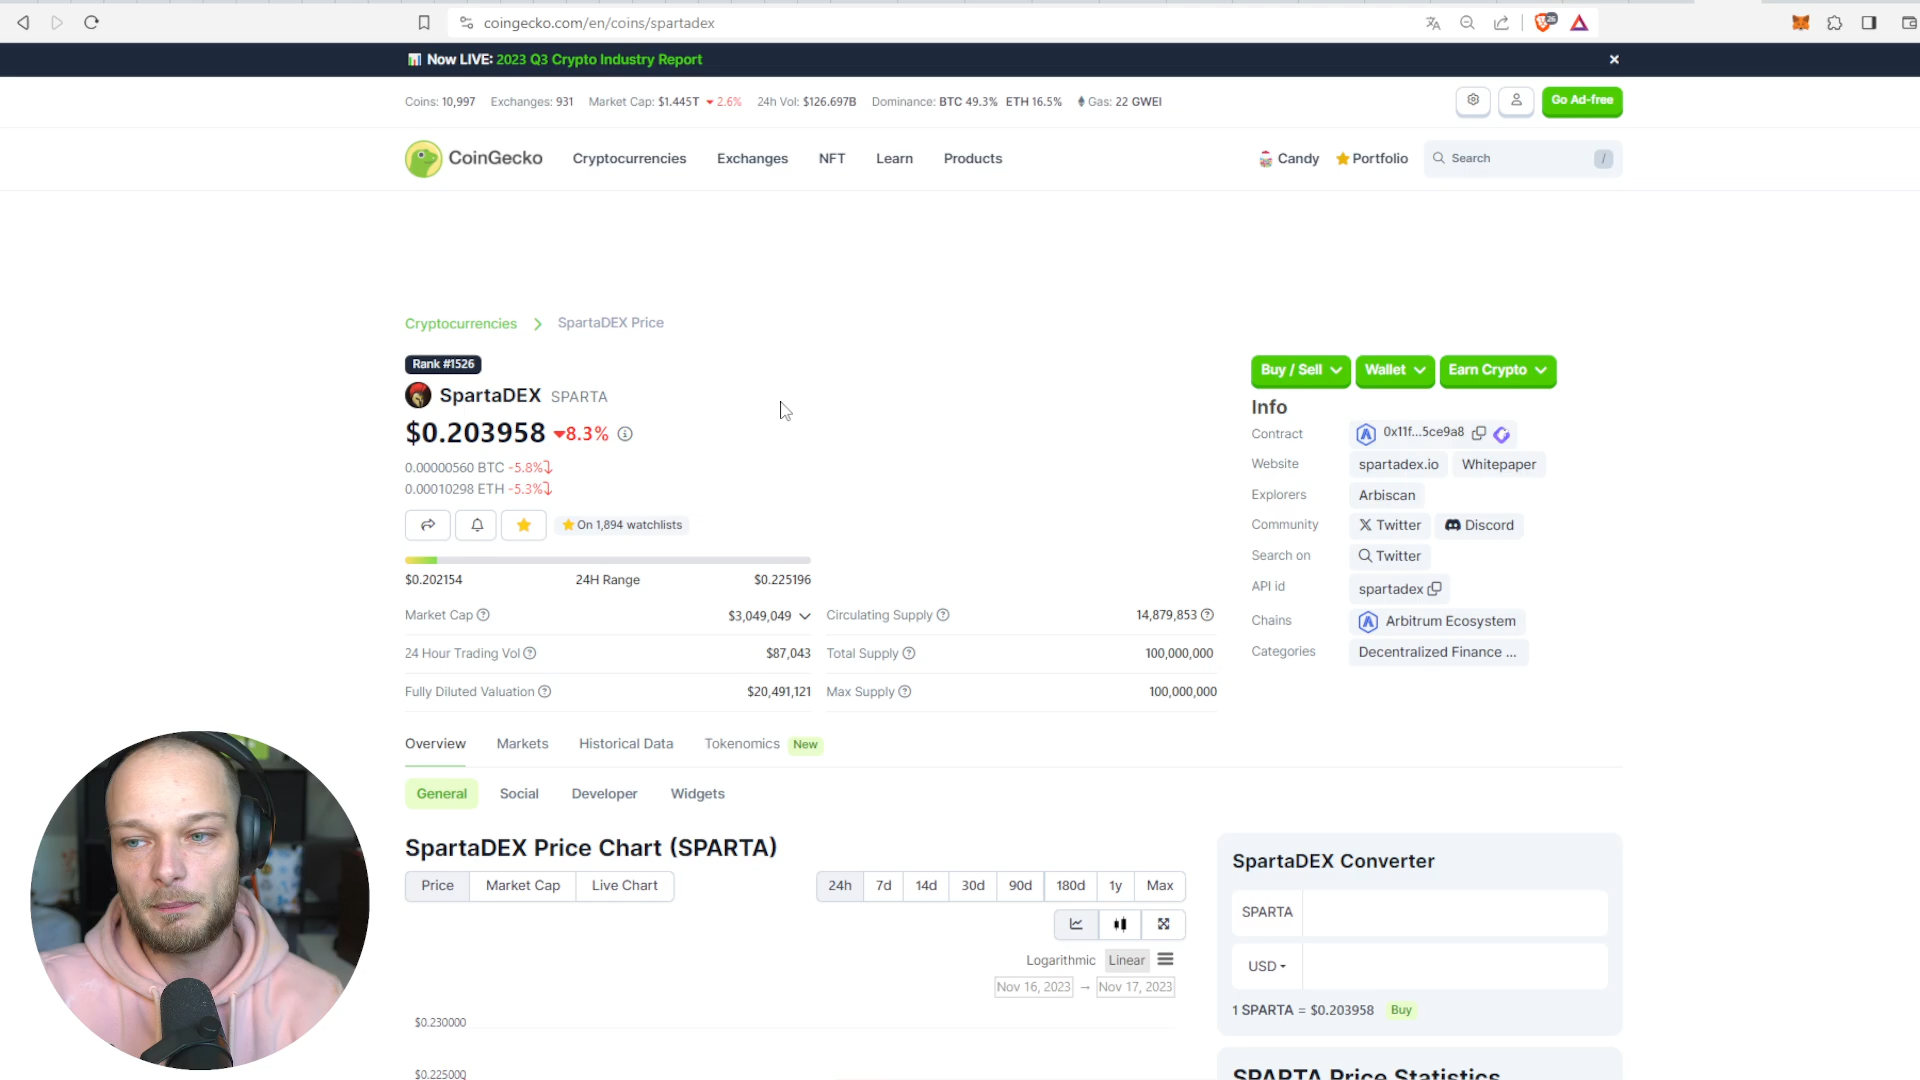 coingecko.com/en/coins/spartadex
26
Now LIVE: 2023 Q3 Crypto Industry Report
Coins: 10,997 Exchanges: 931 Market Cap: $1.445T 2.6% 24h Vol: $126.697B Dominance: BTC 49.3% ETH 16.5% Gas: 22 GWEI
Go Ad-free
CoinGecko Cryptocurrencies Exchanges NFT Learn Products Candy Portfolio Search /
Cryptocurrencies SpartaDEX Price
Rank #1526
SpartaDEX SPARTA
$0.203958 8.3%
0.00000560 BTC -5.8%
0.00010298 ETH -5.3%
On 1,894 watchlists
$0.202154 24H Range $0.225196
Market Cap $3,049,049 Circulating Supply 14,879,853
24 Hour Trading Vol $87,043 Total Supply 100,000,000
Fully Diluted Valuation $20,491,121 Max Supply 100,000,000
Buy / Sell Wallet Earn Crypto
Info
Contract 0x11f...5ce9a8
Website spartadex.io Whitepaper
Explorers Arbiscan
Community Twitter Discord
Search on Twitter
API id spartadex
Chains Arbitrum Ecosystem
Categories Decentralized Finance ...
Overview Markets Historical Data Tokenomics New
General Social Developer Widgets
SpartaDEX Price Chart (SPARTA)
Price Market Cap Live Chart 24h 7d 14d 30d 90d 180d 1y Max
Logarithmic Linear
Nov 16, 2023 → Nov 17, 2023
$0.230000
$0.225000
SpartaDEX Converter
SPARTA
USD
1 SPARTA = $0.203958 Buy
SPARTA Price Statistics